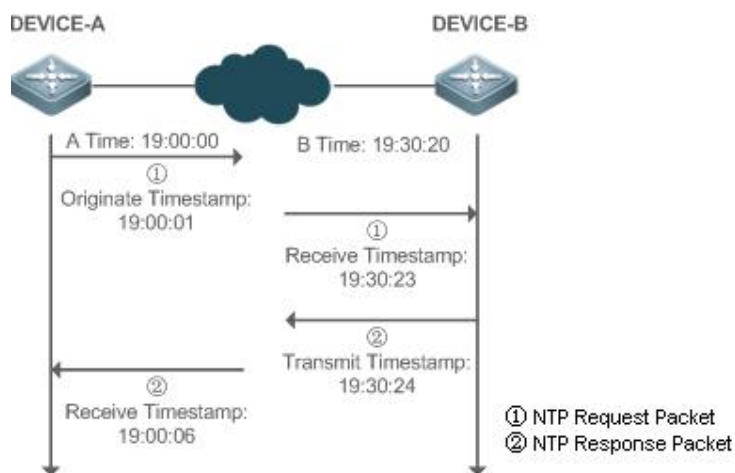 DEVICE-A
DEVICE-B
A Time: 19:00:00
B Time: 19:30:20
①
Originate Timestamp:
19:00:01
①
Receive Timestamp:
19:30:23
②
Transmit Timestamp:
19:30:24
②
Receive Timestamp:
19:00:06
① NTP Request Packet
② NTP Response Packet